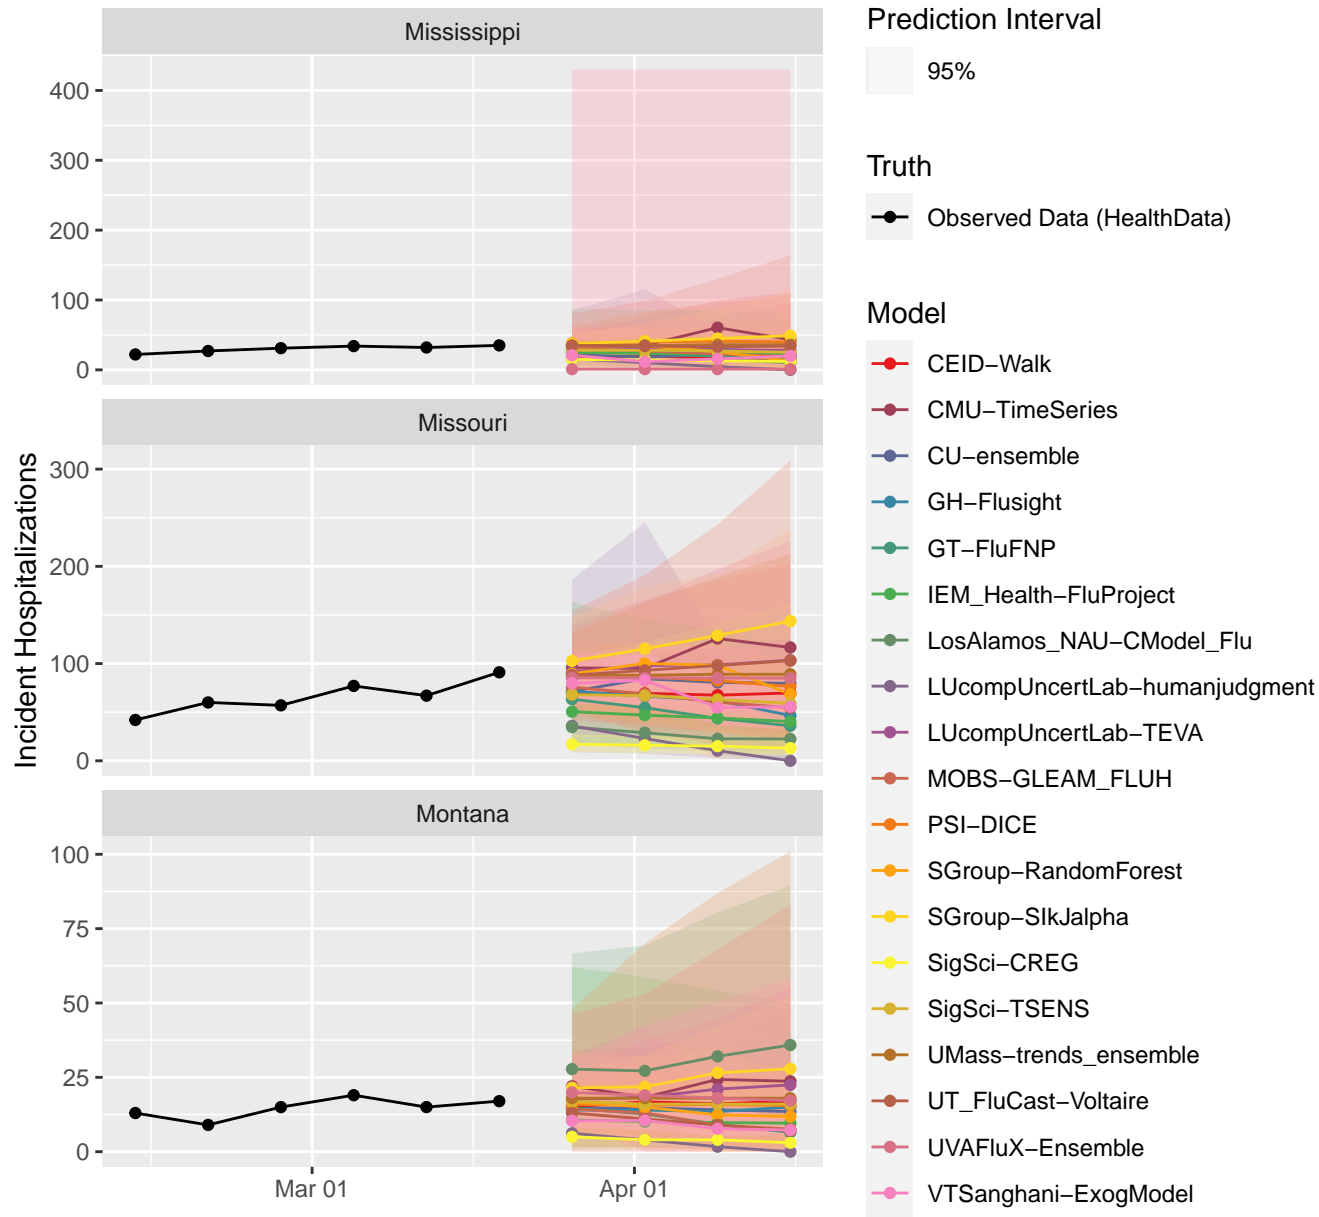 Mississippi
400
300
200
100
0
Missouri
300
200
100
0
Montana
100
75
50
25
0
Mar 01
Apr 01
Incident Hospitalizations
Prediction Interval
95%
Truth
Observed Data (HealthData)
Model
CEID−Walk
CMU−TimeSeries
CU−ensemble
GH−Flusight
GT−FluFNP
IEM_Health−FluProject
LosAlamos_NAU−CModel_Flu
LUcompUncertLab−humanjudgment
LUcompUncertLab−TEVA
MOBS−GLEAM_FLUH
PSI−DICE
SGroup−RandomForest
SGroup−SIkJalpha
SigSci−CREG
SigSci−TSENS
UMass−trends_ensemble
UT_FluCast−Voltaire
UVAFluX−Ensemble
VTSanghani−ExogModel